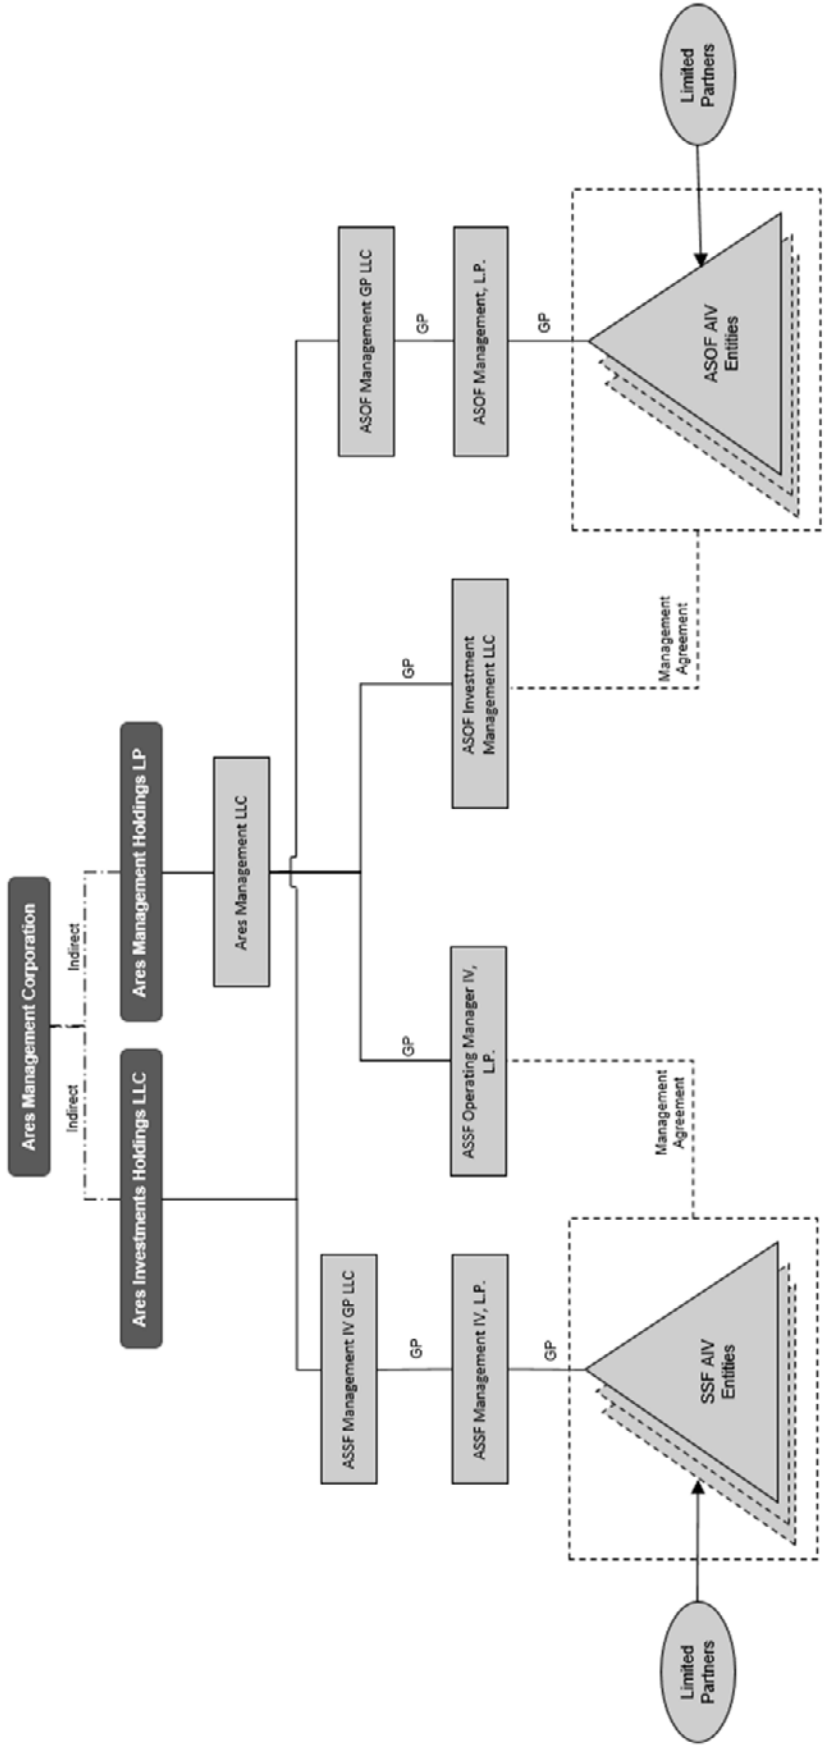 Ares Management Corporation
Indirect
Indirect
Ares Investments Holdings LLC
Ares Management Holdings LP
Ares Management LLC
ASSF Management IV GP LLC
ASOF Management GP LLC
GP
GP
GP
GP
ASSF Management IV, L.P.
ASSF Operating Manager IV,
L.P.
ASOF Investment
Management LLC
ASOF Management, L.P.
GP
GP
Management
Agreement
Management
Agreement
Limited
Partners
SSF AIV
Entities
ASOF AIV
Entities
Limited
Partners